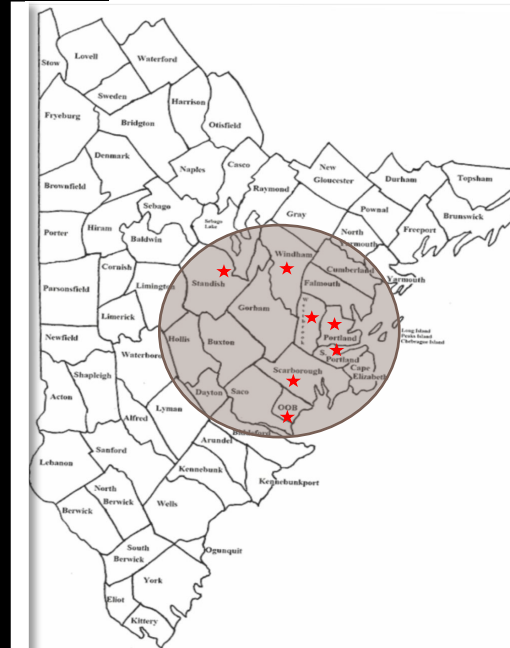 Stow
Lovell
Waterford
Sweden
Harrison
Fryeburg
Bridgton
Otisfield
Denmark
Naples
Casco
New
Gloucester
Durham
Topsham
Brownfield
Raymond
Sebago
Pownal
Brunswick
Sebago
Lake
Gray
Porter
Hiram
Baldwin
North
Yarmouth
Freeport
Windham
Cornish
Cumberland
Yarmouth
Parsonsfield
Limington
Standish
Falmouth
Gorham
Limerick
Newfield
Hollis
Buxton
Portland
Long Island
Peaks Island
Chebeague Island
Waterboro
S.
Portland
Shapleigh
Scarborough
Cape
Elizabeth
Acton
Dayton
Saco
Lyman
OOB
Alfred
Biddeford
Arundel
Sanford
Lebanon
Kennebunk
Kennebunkport
North
Berwick
Wells
Berwick
South
Berwick
Ogunquit
York
Eliot
Kittery